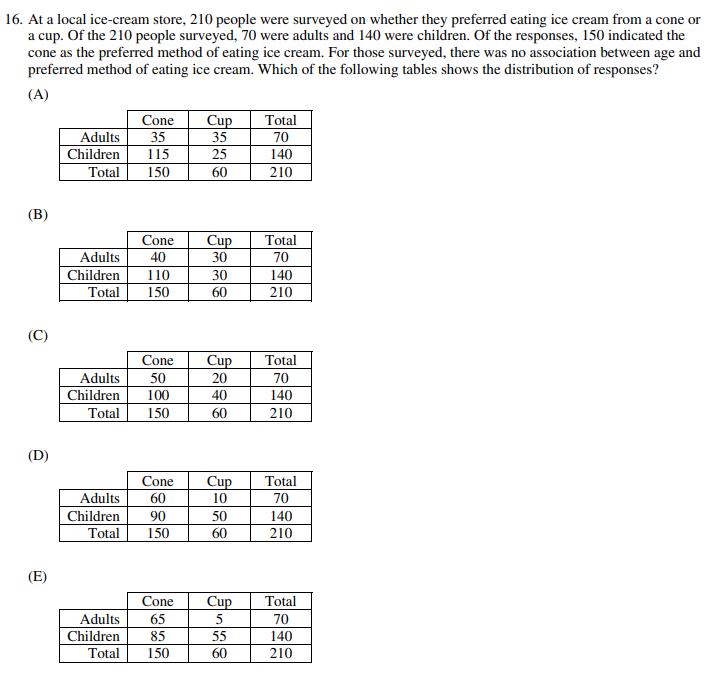 16. At a local ice-cream store, 210 people were surveyed on whether they preferred eating ice cream from a cone or
a cup. Of the 210 people surveyed, 70 were adults and 140 were children. Of the responses, 150 indicated the
cone as the preferred method of eating ice cream. For those surveyed, there was no association between age and
preferred method of eating ice cream. Which of the following tables shows the distribution of responses?
(A)
Cone Cup Total
Adults 35 35 70
Children 115 25 140
Total 150 60 210
(B)
Cone Cup Total
Adults 40 30 70
Children 110 30 140
Total 150 60 210
(C)
Cone Cup Total
Adults 50 20 70
Children 100 40 140
Total 150 60 210
(D)
Cone Cup Total
Adults 60 10 70
Children 90 50 140
Total 150 60 210
(E)
Cone Cup Total
Adults 65 5 70
Children 85 55 140
Total 150 60 210